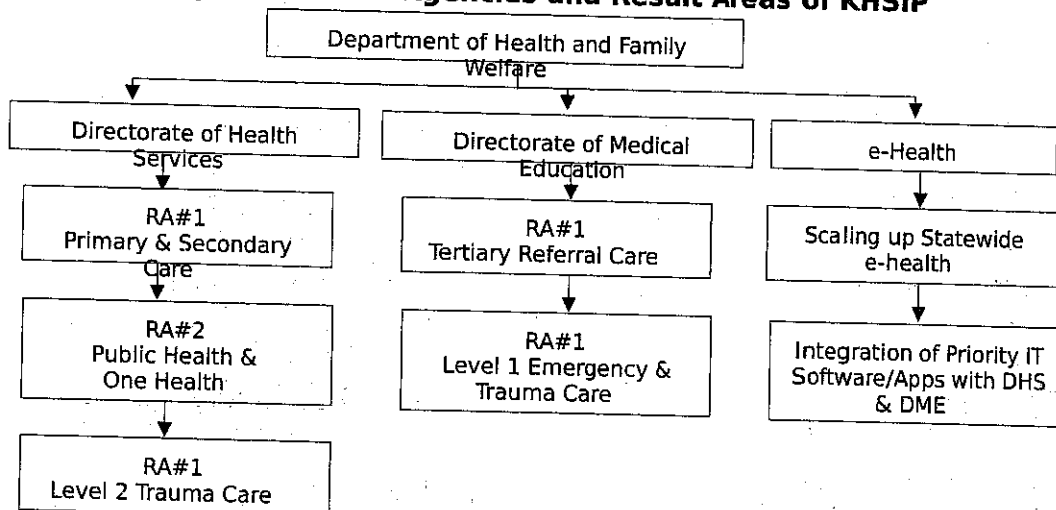 Agencies and Result Areas of KHSIP
Department of Health and Family
Welfare
Directorate of Health
Services
Directorate of Medical
Education
e-Health
RA#1
Primary & Secondary
Care
RA#1
Tertiary Referral Care
Scaling up Statewide
e-health
RA#2
Public Health &
One Health
RA#1
Level 1 Emergency &
Trauma Care
Integration of Priority IT
Software/Apps with DHS
& DME
RA#1
Level 2 Trauma Care